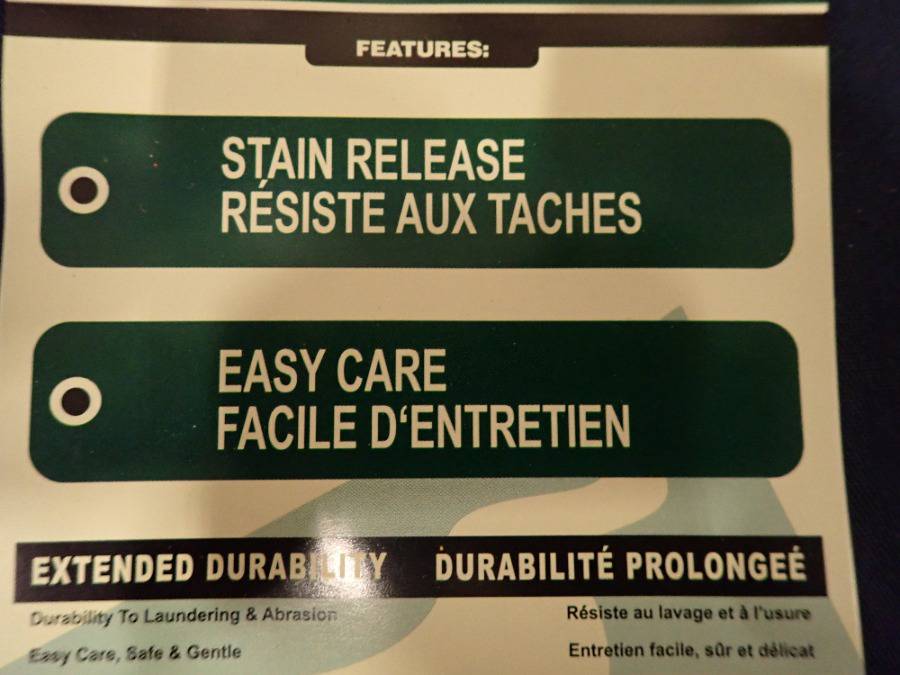 FEATURES:
STAIN RELEASE
RÉSISTE AUX TACHES
EASY CARE
FACILE D‘ENTRETIEN
EXTENDED DURABILITY DURABILITÉ PROLONGEÉ
Durability To Laundering & Abrasion Résiste au lavage et à l'usure
Easy Care, Safe & Gentle Entretien facile, sûr et délicat